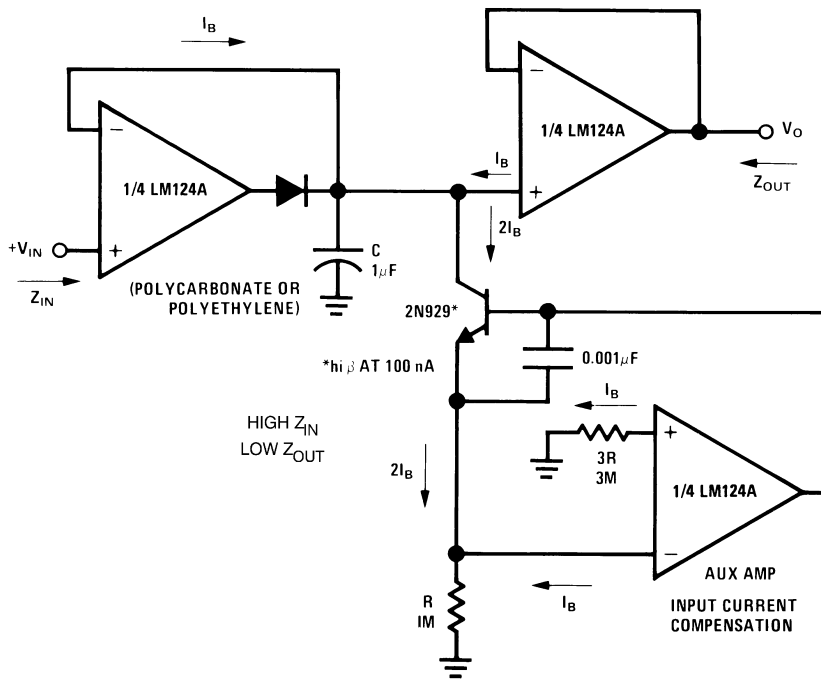 I_B
−
1/4 LM124A
+V_IN
+
Z_IN
(POLYCARBONATE OR
POLYETHYLENE)
C
1μF
−
1/4 LM124A
+
V_O
Z_OUT
I_B
2I_B
2N929*
*hi β AT 100 nA
0.001μF
HIGH Z_IN
LOW Z_OUT
2I_B
I_B
3R
3M
+
1/4 LM124A
−
R
1M
I_B
AUX AMP
INPUT CURRENT
COMPENSATION